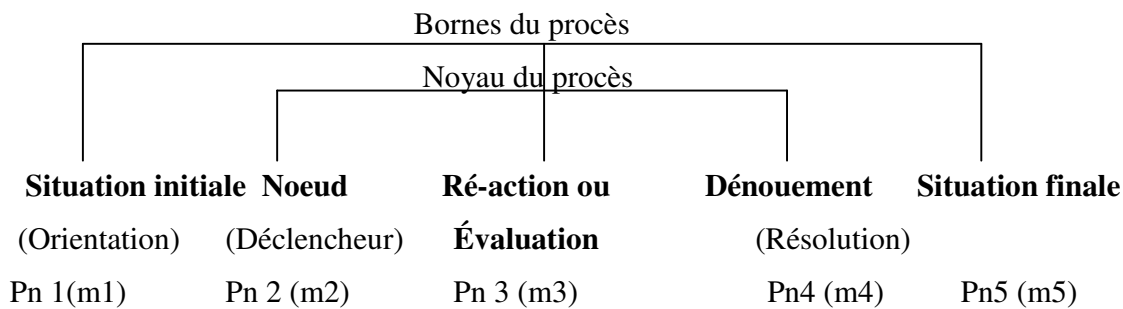 Bornes du procès
Noyau du procès
Situation initiale Noeud Ré-action ou Dénouement Situation finale
(Orientation) (Déclencheur) Évaluation (Résolution)
Pn 1(m1) Pn 2 (m2) Pn 3 (m3) Pn4 (m4) Pn5 (m5)